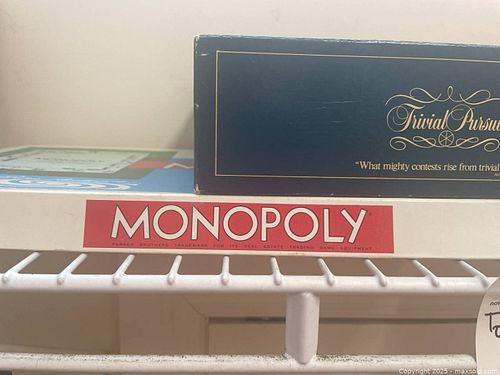 Trivial Pursu
"What mighty contests rise from trivial
MONOPOLY
PARKER BROTHERS TRADEMARK FOR ITS REAL ESTATE TRADING GAME EQUIPMENT
Copyright 2025 - maxsold.com